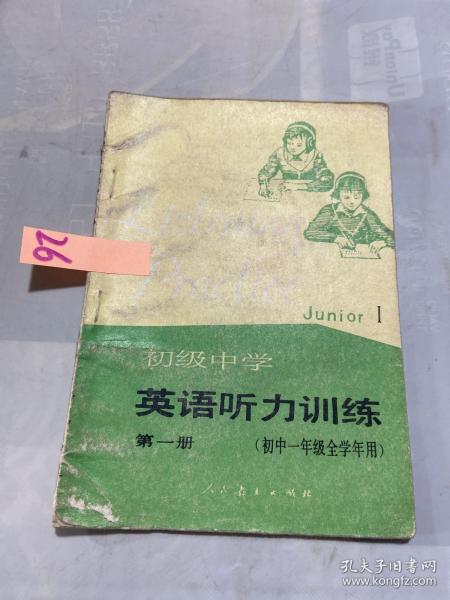 Listening
Practice
Junior I
初级中学
英语听力训练
第一册 (初中一年级全学年用)
人民教育出版社
26
UnionPay
孔夫子旧书网
www.kongfz.com